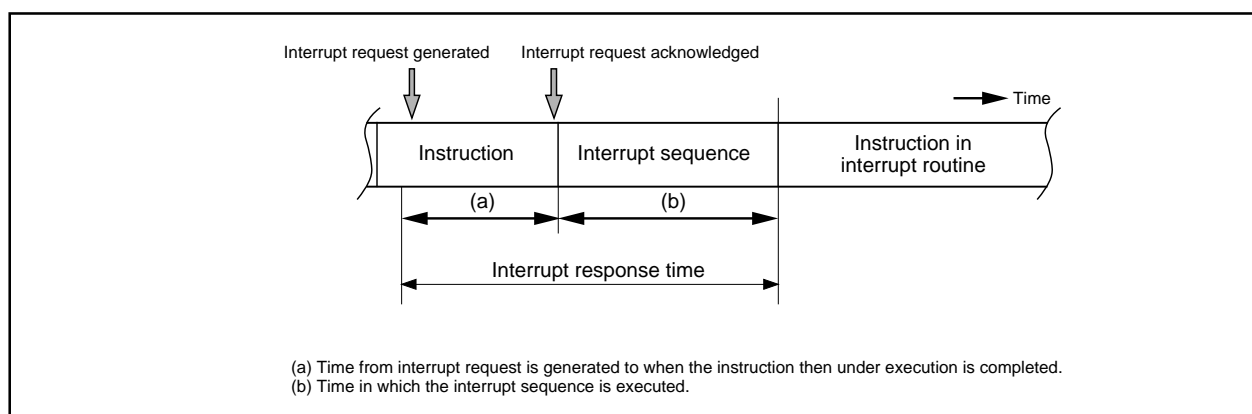 Interrupt request generated
Interrupt request acknowledged
Time
Instruction
Interrupt sequence
Instruction in
interrupt routine
(a)
(b)
Interrupt response time
(a) Time from interrupt request is generated to when the instruction then under execution is completed.
(b) Time in which the interrupt sequence is executed.